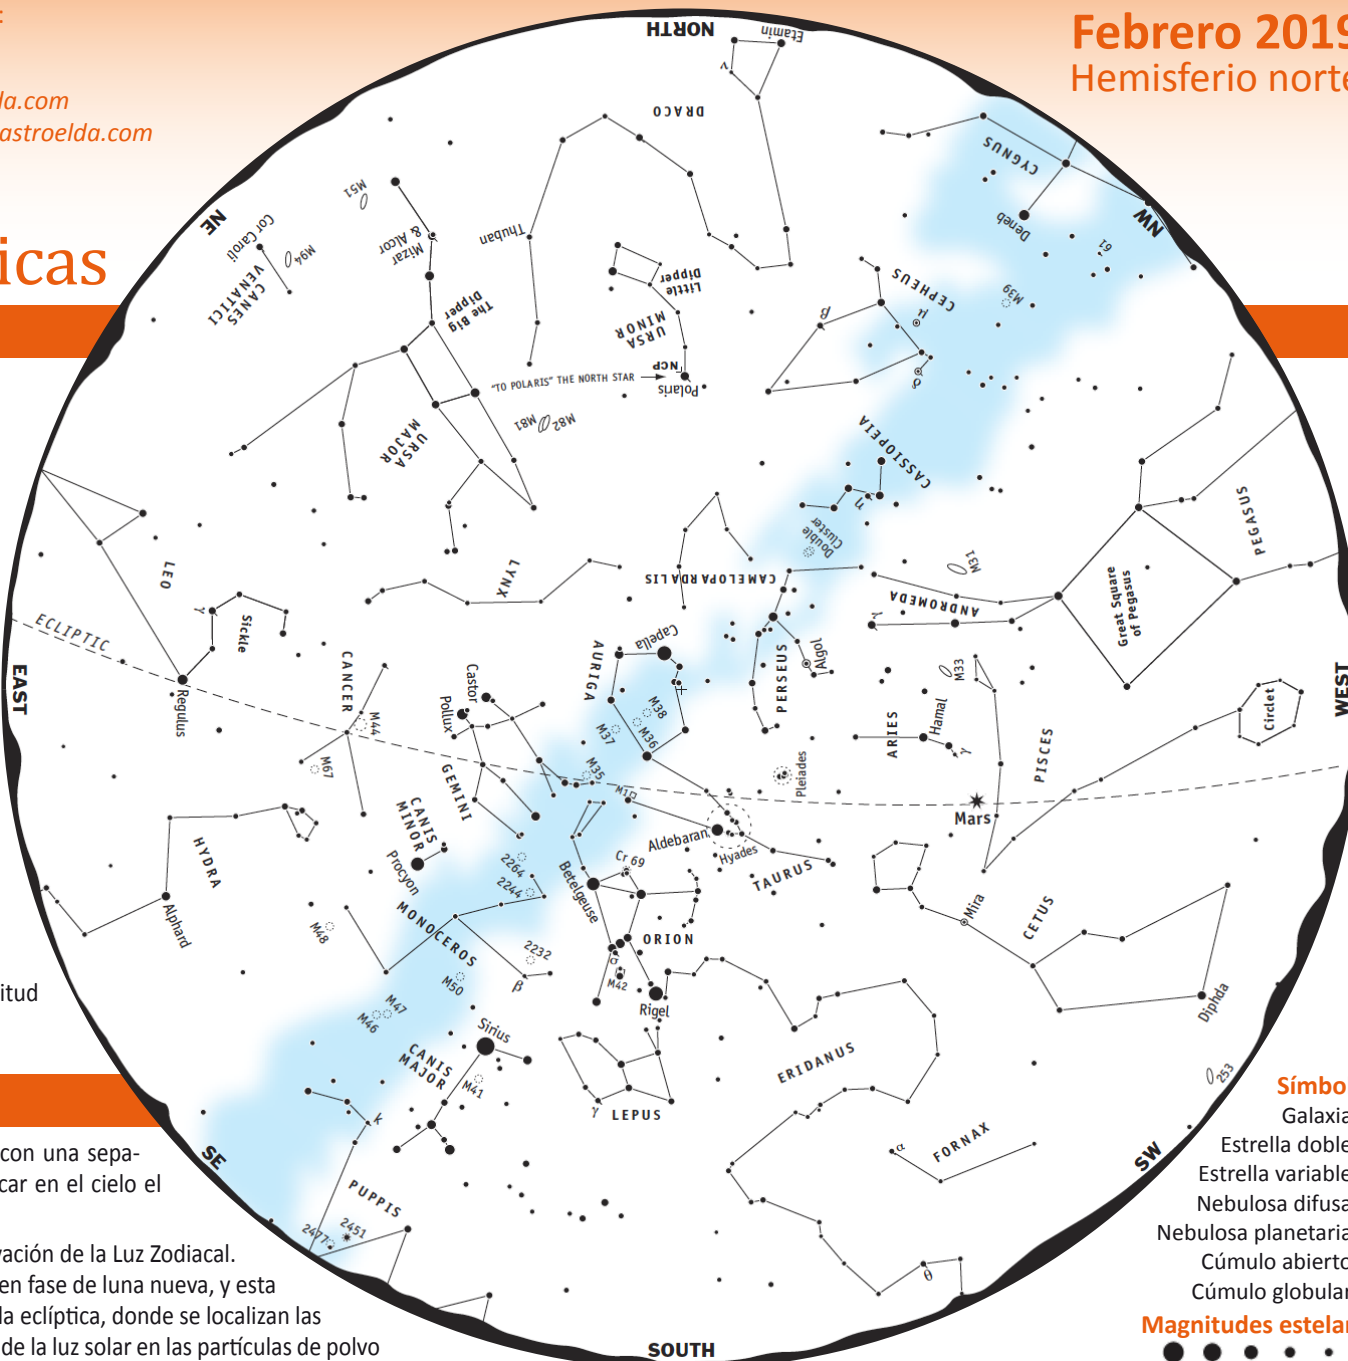 Febrero 2019
Hemisferio norte
da.com
astroelda.com
icas
NORTH
Etamin
ν
DRACO
CYGNUS
Deneb
NW
61
M39
CEPHEUS
μ
β
δ
M51
NE
Cor Caroli
M94
CANES
VENATICI
Mizar
& Alcor
Thuban
The Big
Dipper
Little
Dipper
URSA
MINOR
NCP
"TO POLARIS" THE NORTH STAR
Polaris
M81
M82
URSA
MAJOR
CASSIOPEIA
η
Double
Cluster
PEGASUS
Great Square
of Pegasus
M31
ANDROMEDA
γ
CAMELOPARDALIS
LYNX
LEO
γ
Sickle
ECLIPTIC
EAST
Regulus
CANCER
M44
M67
Castor
Pollux
GEMINI
AURIGA
Capella
M38
M37
M36
M35
M1
PERSEUS
Algol
M33
ARIES
Hamal
γ
PISCES
Circlet
WEST
Pleiades
Mars
Aldebaran
Hyades
TAURUS
CANIS
MINOR
Procyon
HYDRA
Alphard
M48
MONOCEROS
2264
2244
2232
β
M50
Betelgeuse
Cr 69
ORION
σ
M42
Rigel
Mira
CETUS
Diphda
253
M47
M46
Sirius
CANIS
MAJOR
M41
γ
LEPUS
ERIDANUS
FORNAX
α
θ
k
PUPPIS
2451
2477
SE
SW
SOUTH
itud
con una sepa-
car en el cielo el
vación de la Luz Zodiacal.
en fase de luna nueva, y esta
la eclíptica, donde se localizan las
de la luz solar en las partículas de polvo
Símbol
Galaxia
Estrella doble
Estrella variable
Nebulosa difusa
Nebulosa planetaria
Cúmulo abierto
Cúmulo globular
Magnitudes estelar